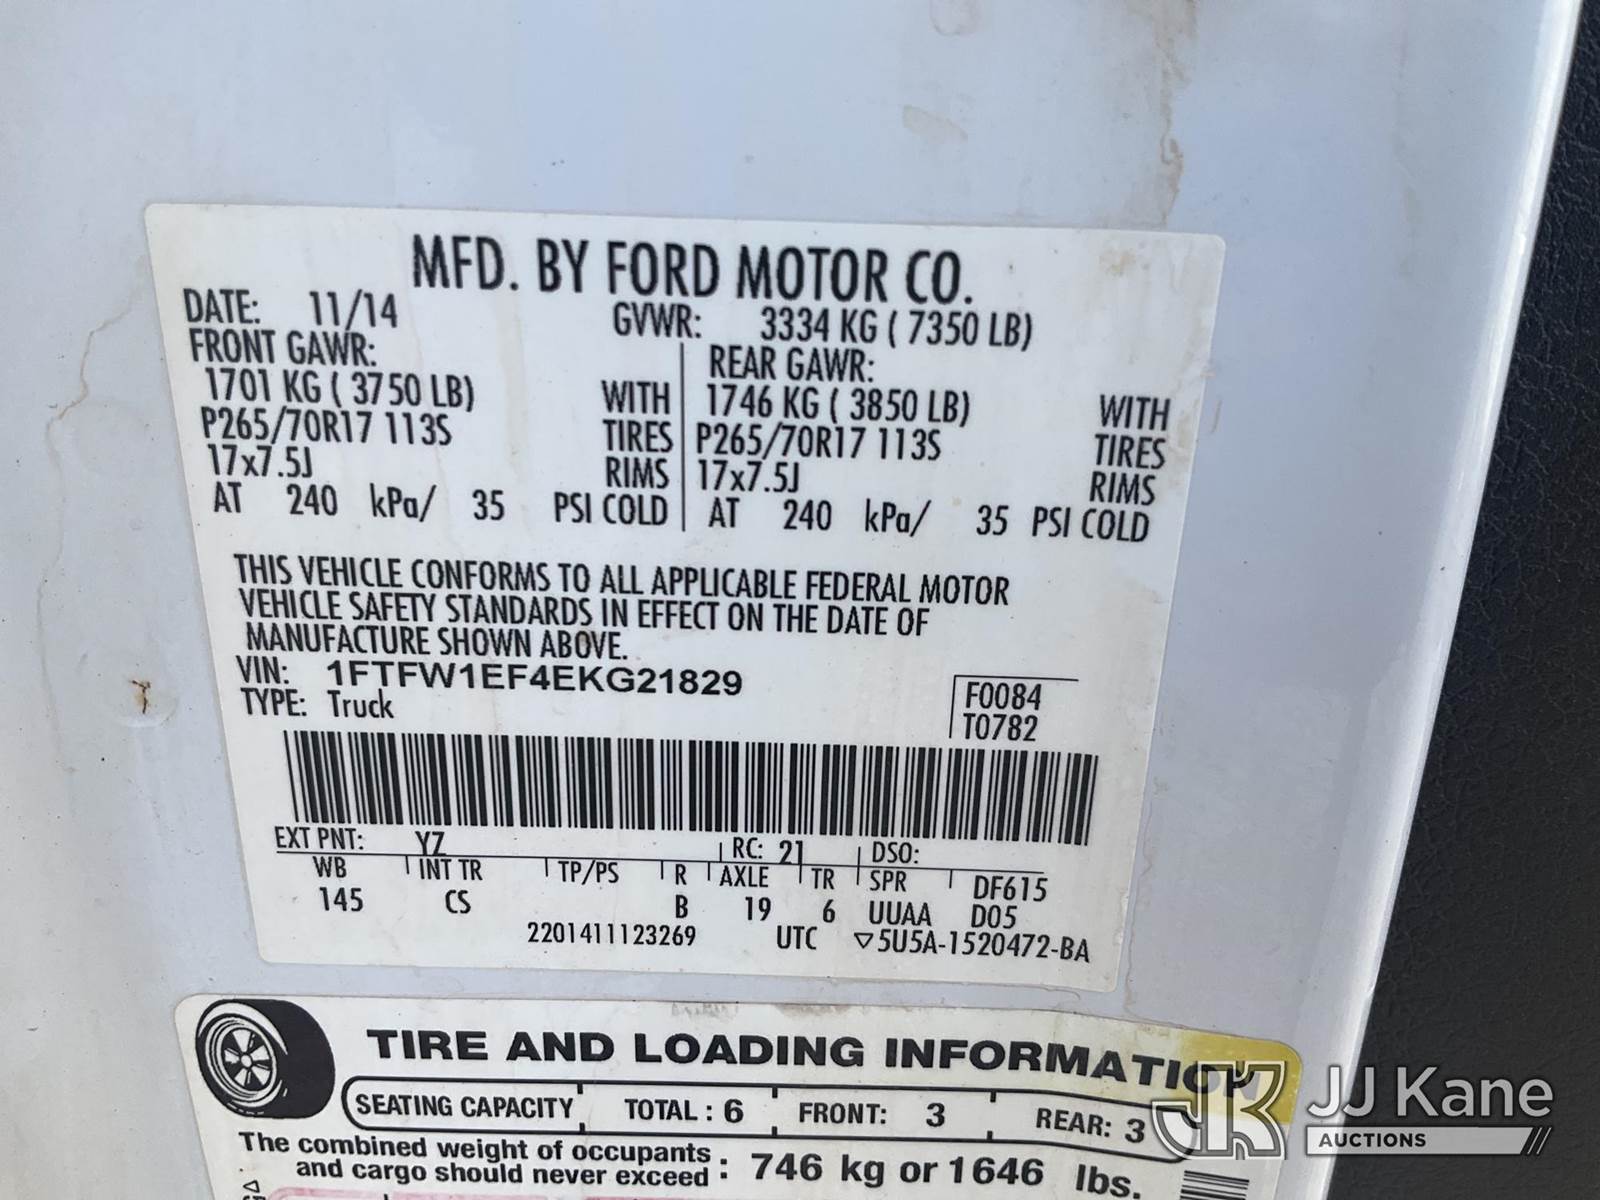 MFD. BY FORD MOTOR CO.
DATE: 11/14 GVWR: 3334 KG ( 7350 LB)
FRONT GAWR: REAR GAWR:
1701 KG ( 3750 LB) WITH 1746 KG ( 3850 LB) WITH
P265/70R17 113S TIRES P265/70R17 113S TIRES
17x7.5J RIMS 17x7.5J RIMS
AT 240 kPa/ 35 PSI COLD AT 240 kPa/ 35 PSI COLD
THIS VEHICLE CONFORMS TO ALL APPLICABLE FEDERAL MOTOR
VEHICLE SAFETY STANDARDS IN EFFECT ON THE DATE OF
MANUFACTURE SHOWN ABOVE.
VIN: 1FTFW1EF4EKG21829
TYPE: Truck
F0084
T0782
EXT PNT: YZ RC: 21 DSO:
WB INT TR TP/PS R AXLE TR SPR DF615
145 CS B 19 6 UUAA D05
2201411123269 UTC ▽5U5A-1520472-BA
TIRE AND LOADING INFORMATION
SEATING CAPACITY TOTAL : 6 FRONT: 3 REAR: 3
The combined weight of occupants
and cargo should never exceed : 746 kg or 1646 lbs.
JK JJ Kane
AUCTIONS